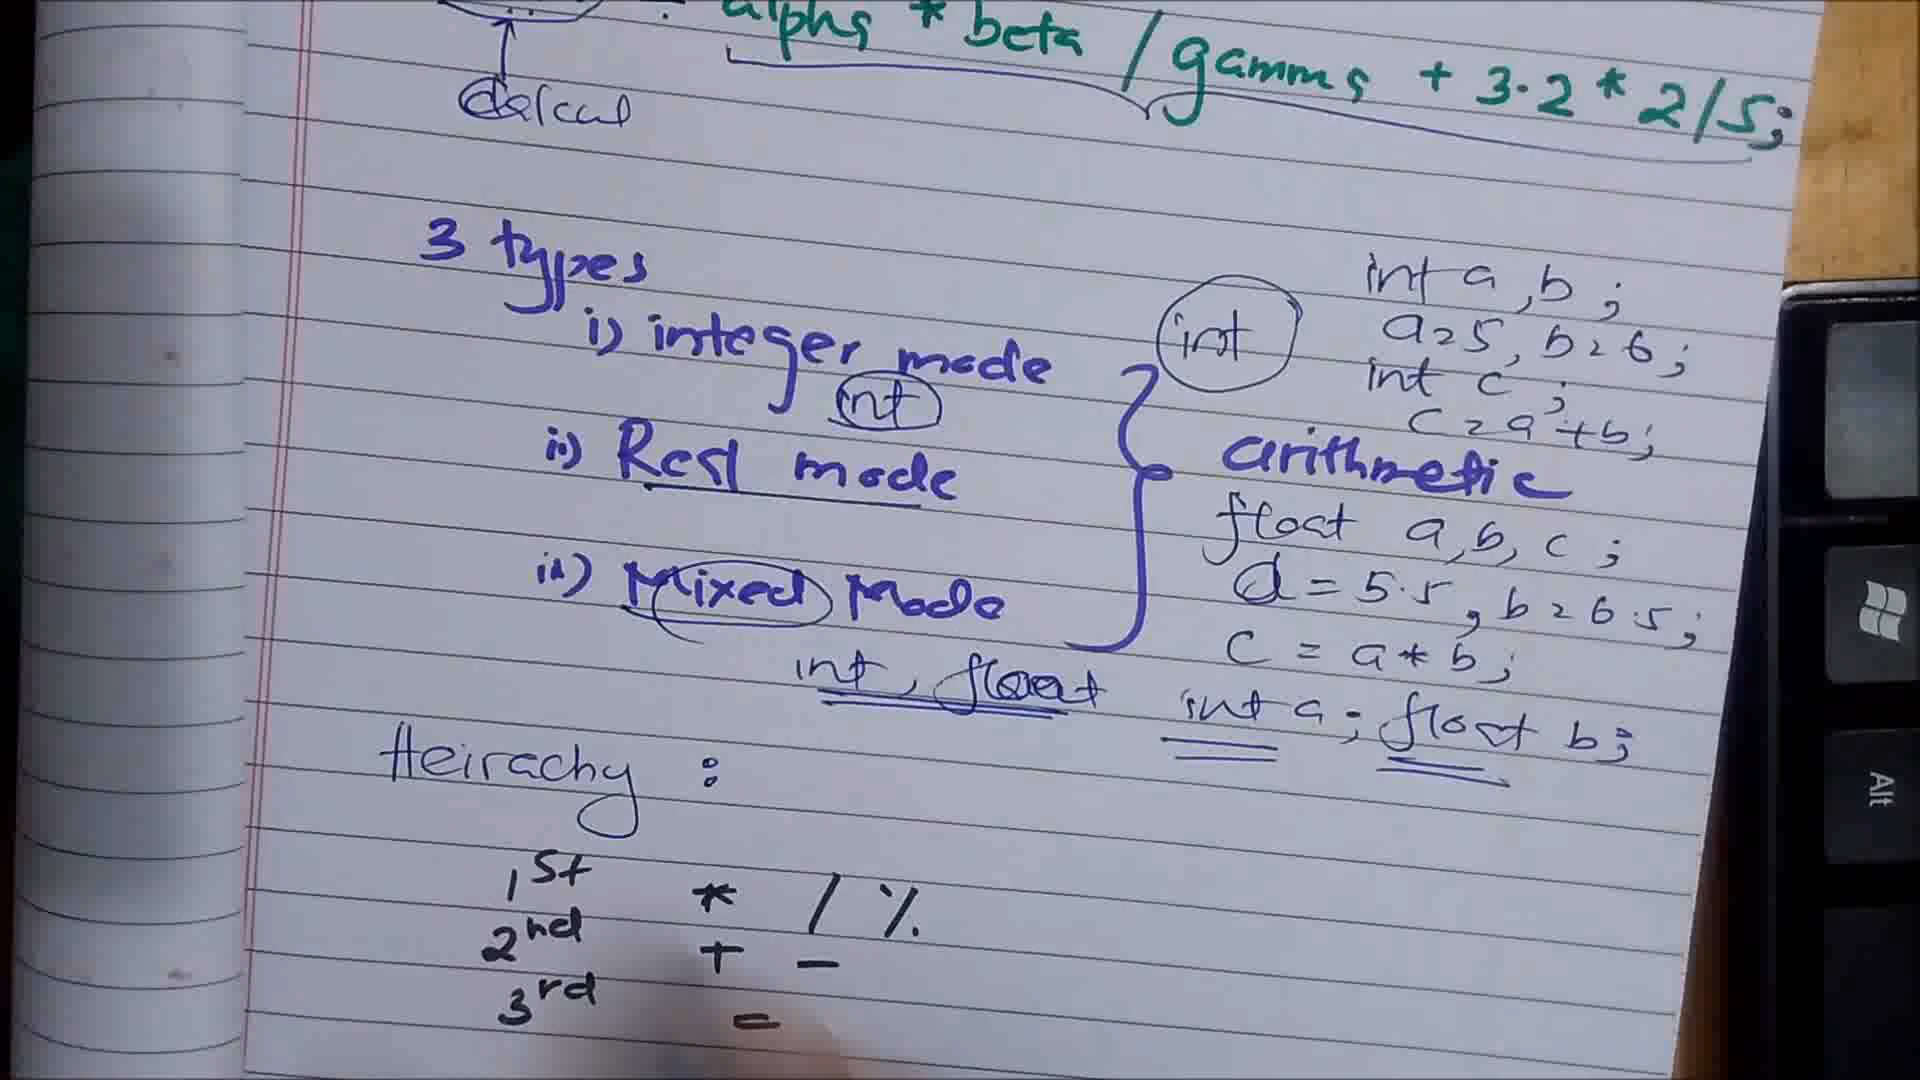 alpha * beta / gamma + 3.2 * 2/5;
3 types
i) integer mode
int
ii) Real mode
iii) Mixed Mode
int, float
int
int a, b;
a=5, b=6;
int c;
c=a+b;
arithmetic
float a, b, c;
a = 5.5, b=6.5;
c = a * b;
int a; float b;
Heirachy :
1st * / %
2nd + -
3rd =
Alt